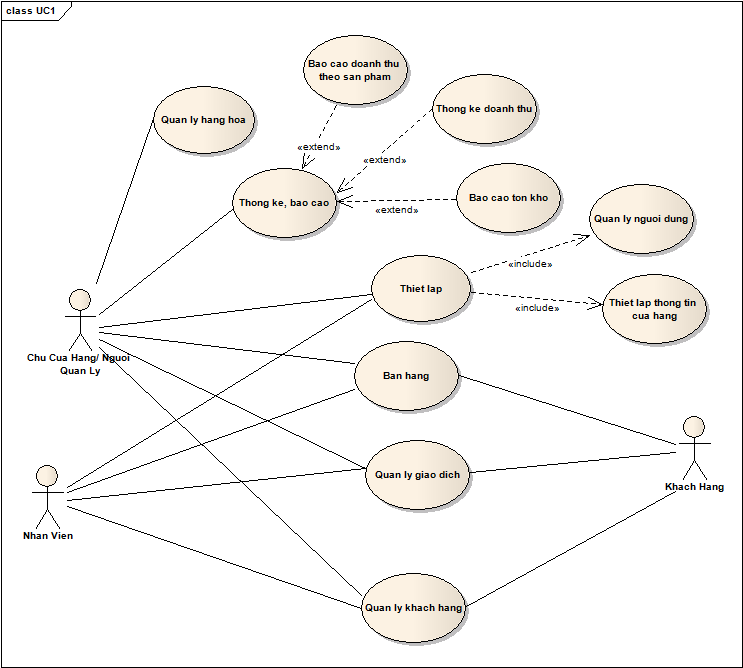 class UC1
Bao cao doanh thu
theo san pham
Quan ly hang hoa
Thong ke doanh thu
«extend»
«extend»
Thong ke, bao cao
Bao cao ton kho
«extend»
Quan ly nguoi dung
«include»
Thiet lap
Thiet lap thong tin
cua hang
«include»
Chu Cua Hang/ Nguoi
Quan Ly
Ban hang
Quan ly giao dich
Khach Hang
Nhan Vien
Quan ly khach hang